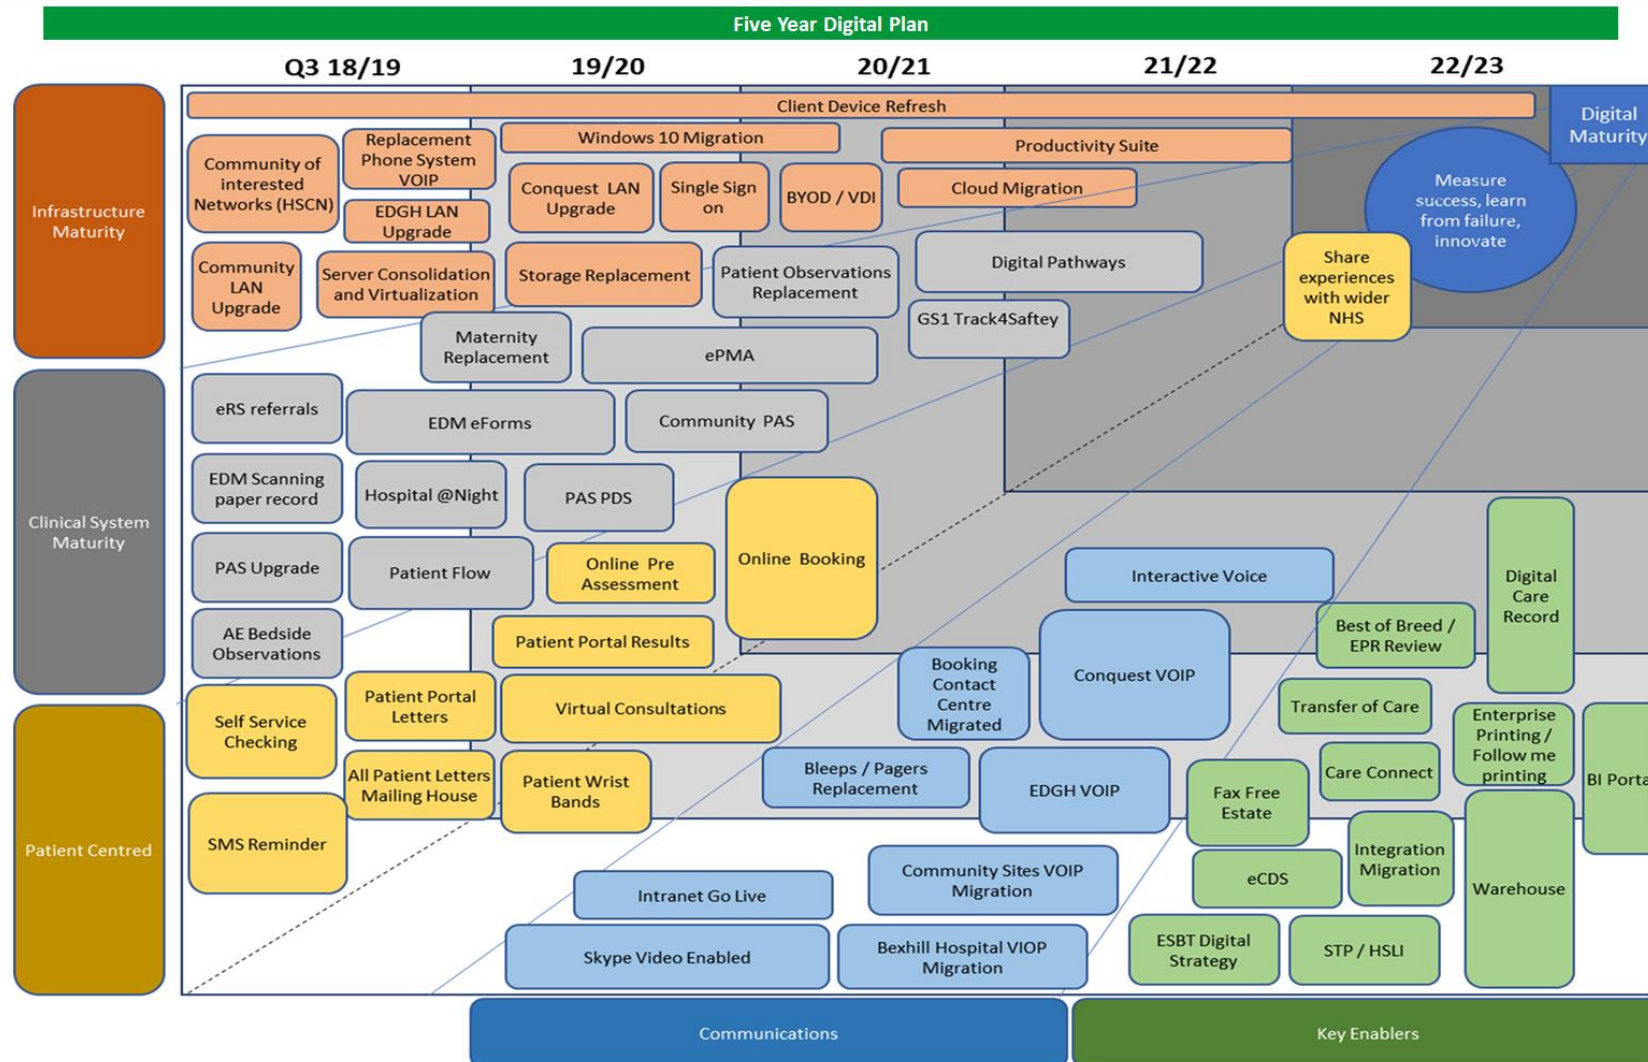 Five Year Digital Plan
Q3 18/19
19/20
20/21
21/22
22/23
Infrastructure
Maturity
Client Device Refresh
Digital
Maturity
Community of
interested
Networks (HSCN)
Replacement
Phone System
VOIP
Windows 10 Migration
Productivity Suite
Measure
success, learn
from failure,
innovate
EDGH LAN
Upgrade
Conquest LAN
Upgrade
Single Sign
on
BYOD / VDI
Cloud Migration
Community
LAN
Upgrade
Server Consolidation
and Virtualization
Storage Replacement
Patient Observations
Replacement
Digital Pathways
Share
experiences
with wider
NHS
GS1 Track4Saftey
Maternity
Replacement
ePMA
Clinical System
Maturity
eRS referrals
EDM eForms
Community PAS
EDM Scanning
paper record
Hospital @Night
PAS PDS
PAS Upgrade
Patient Flow
Online Pre
Assessment
Online Booking
Interactive Voice
Digital
Care
Record
AE Bedside
Observations
Patient Portal Results
Best of Breed /
EPR Review
Patient Centred
Self Service
Checking
Patient Portal
Letters
Virtual Consultations
Booking
Contact
Centre
Migrated
Conquest VOIP
Transfer of Care
Enterprise
Printing /
Follow me
printing
All Patient Letters
Mailing House
Patient Wrist
Bands
Bleeps / Pagers
Replacement
EDGH VOIP
Fax Free
Estate
Care Connect
BI Porta
SMS Reminder
Intranet Go Live
Community Sites VOIP
Migration
eCDS
Integration
Migration
Warehouse
Skype Video Enabled
Bexhill Hospital VIOP
Migration
ESBT Digital
Strategy
STP / HSLI
Communications
Key Enablers